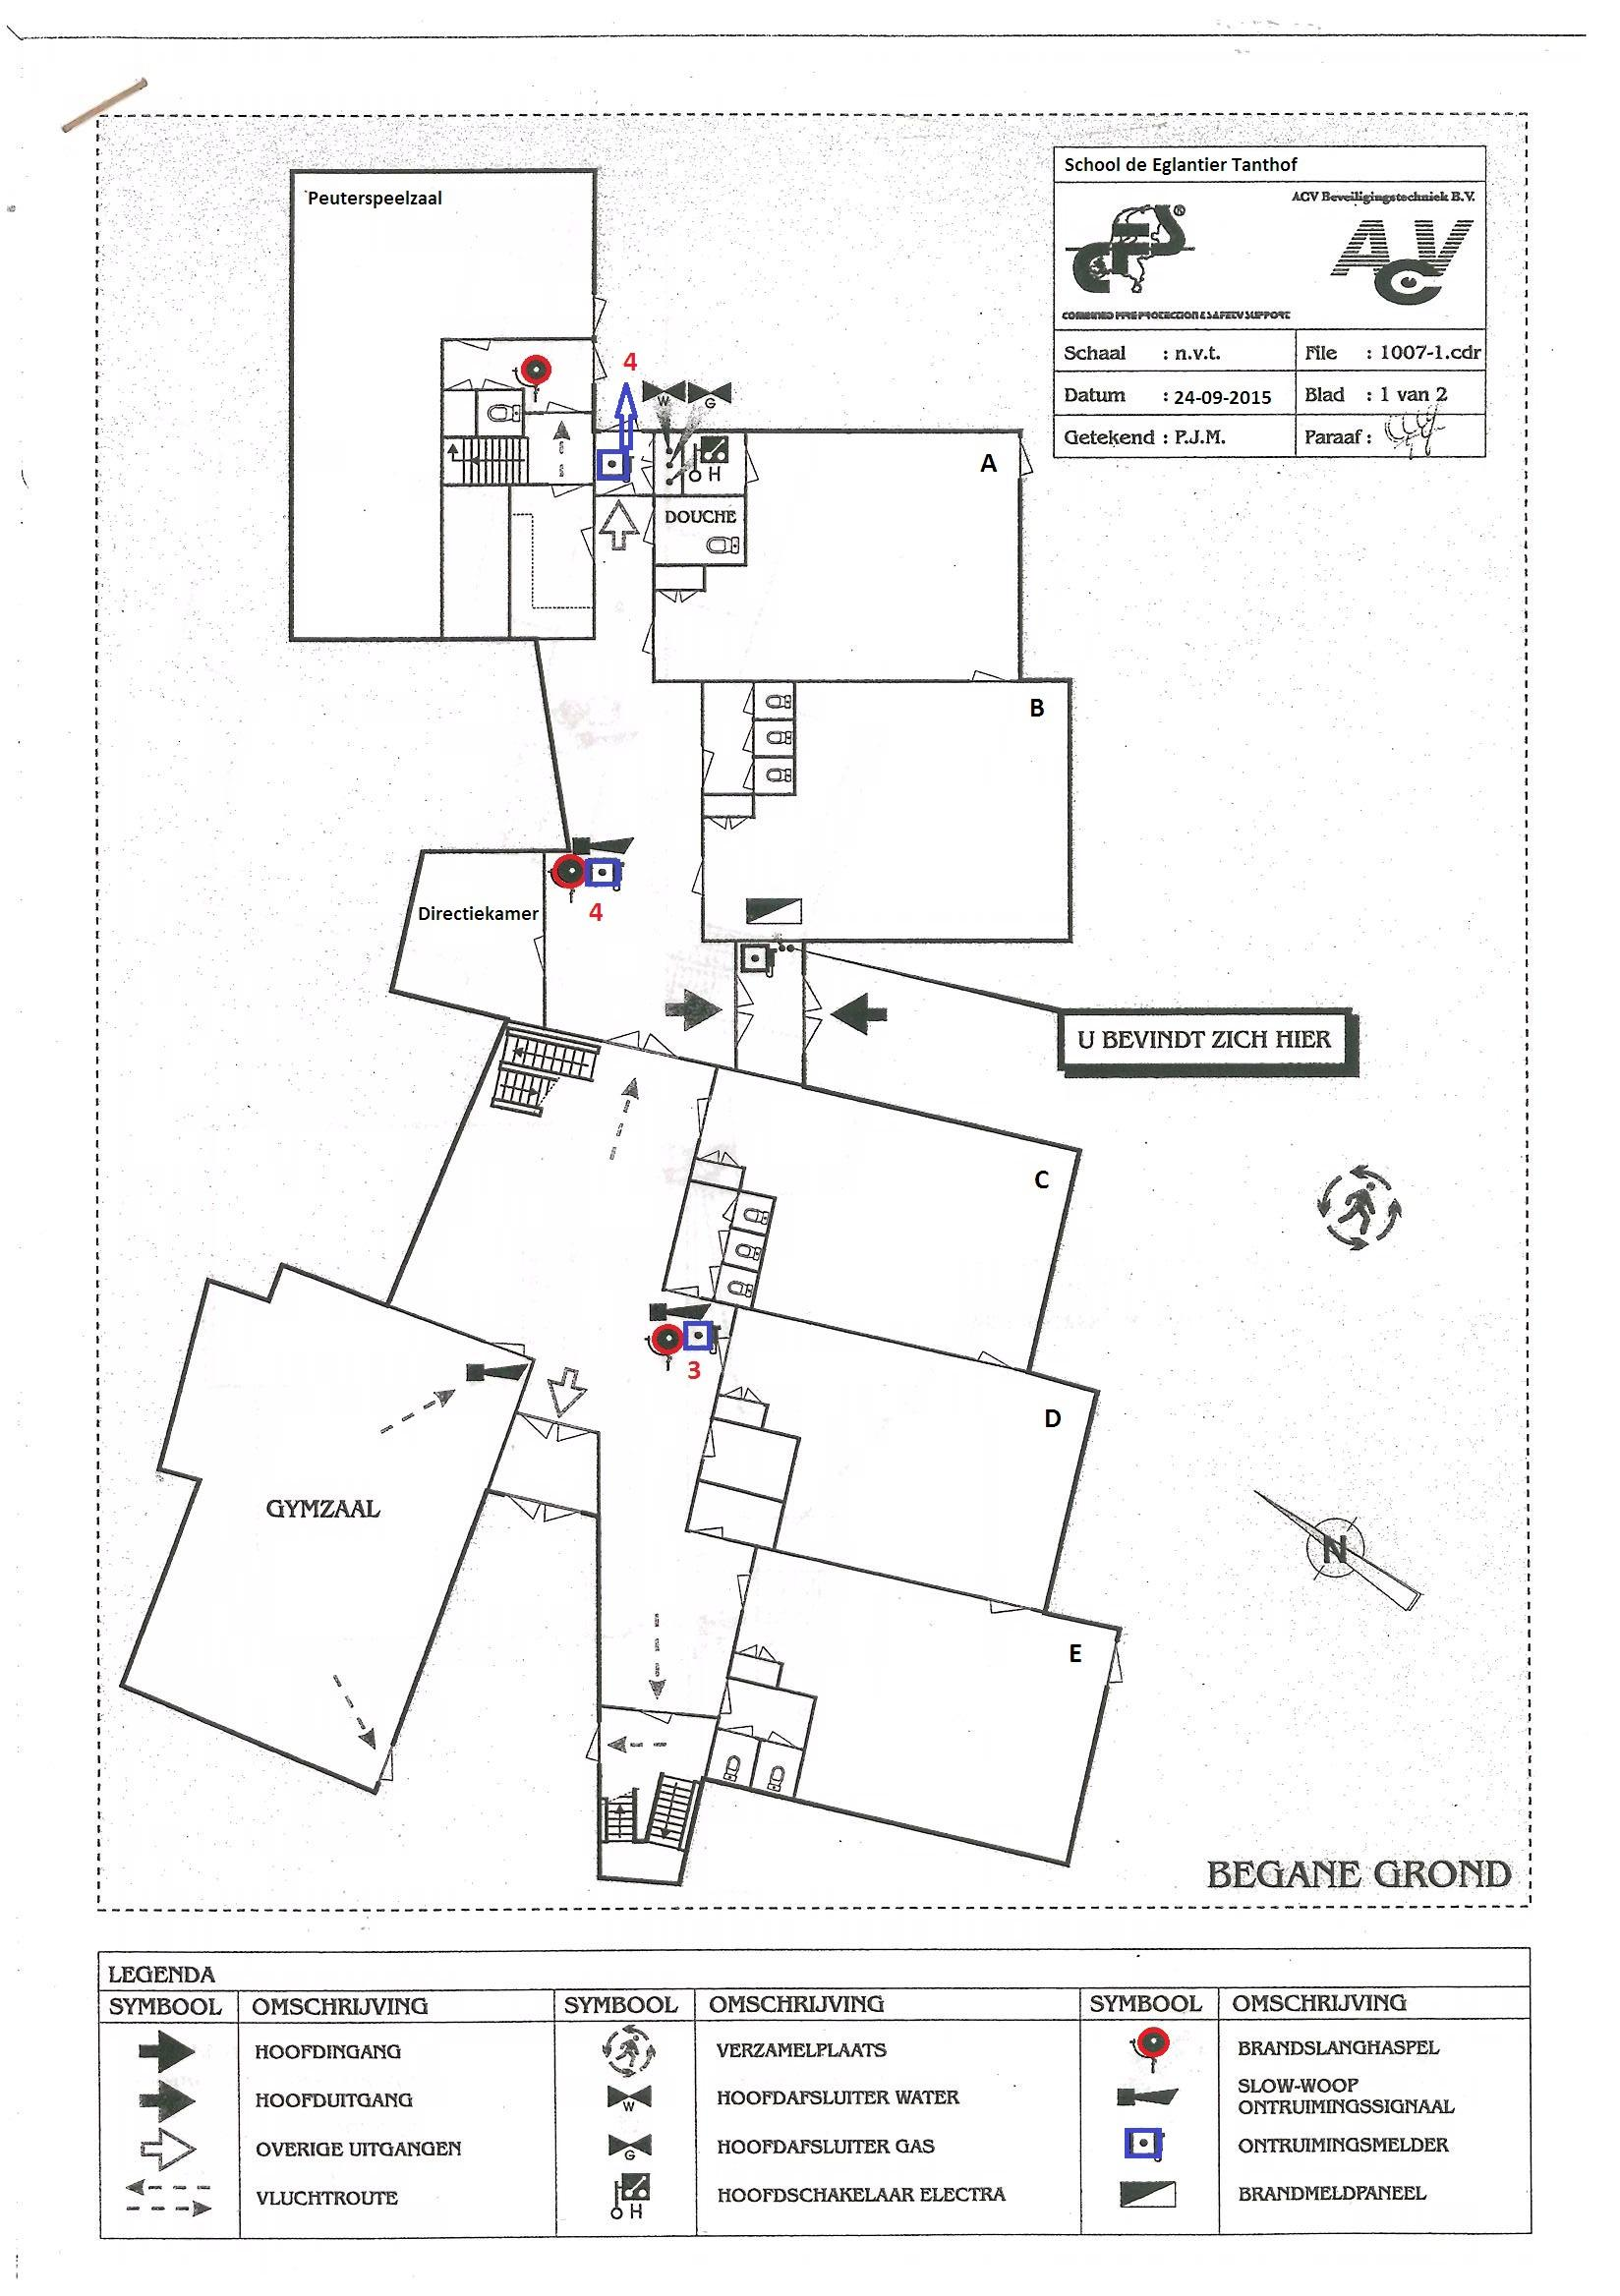 School de Eglantier Tanthof
ACV Beveiligingstechniek B.V.
CFS®
ACV
COMBINED FIRE PROTECTION & SAFETY SUPPORT
Schaal : n.v.t.
File : 1007-1.cdr
Datum : 24-09-2015
Blad : 1 van 2
Getekend : P.J.M.
Paraaf :
Peuterspeelzaal
4
W
G
H
A
DOUCHE
B
Directiekamer
4
U BEVINDT ZICH HIER
C
3
D
GYMZAAL
N
E
BEGANE GROND
LEGENDA
SYMBOOL OMSCHRIJVING SYMBOOL OMSCHRIJVING SYMBOOL OMSCHRIJVING
HOOFDINGANG VERZAMELPLAATS BRANDSLANGHASPEL
HOOFDUITGANG W HOOFDAFSLUITER WATER SLOW-WOOP
ONTRUIMINGSSIGNAAL
OVERIGE UITGANGEN G HOOFDAFSLUITER GAS ONTRUIMINGSMELDER
VLUCHTROUTE H HOOFDSCHAKELAAR ELECTRA BRANDMELDPANEEL